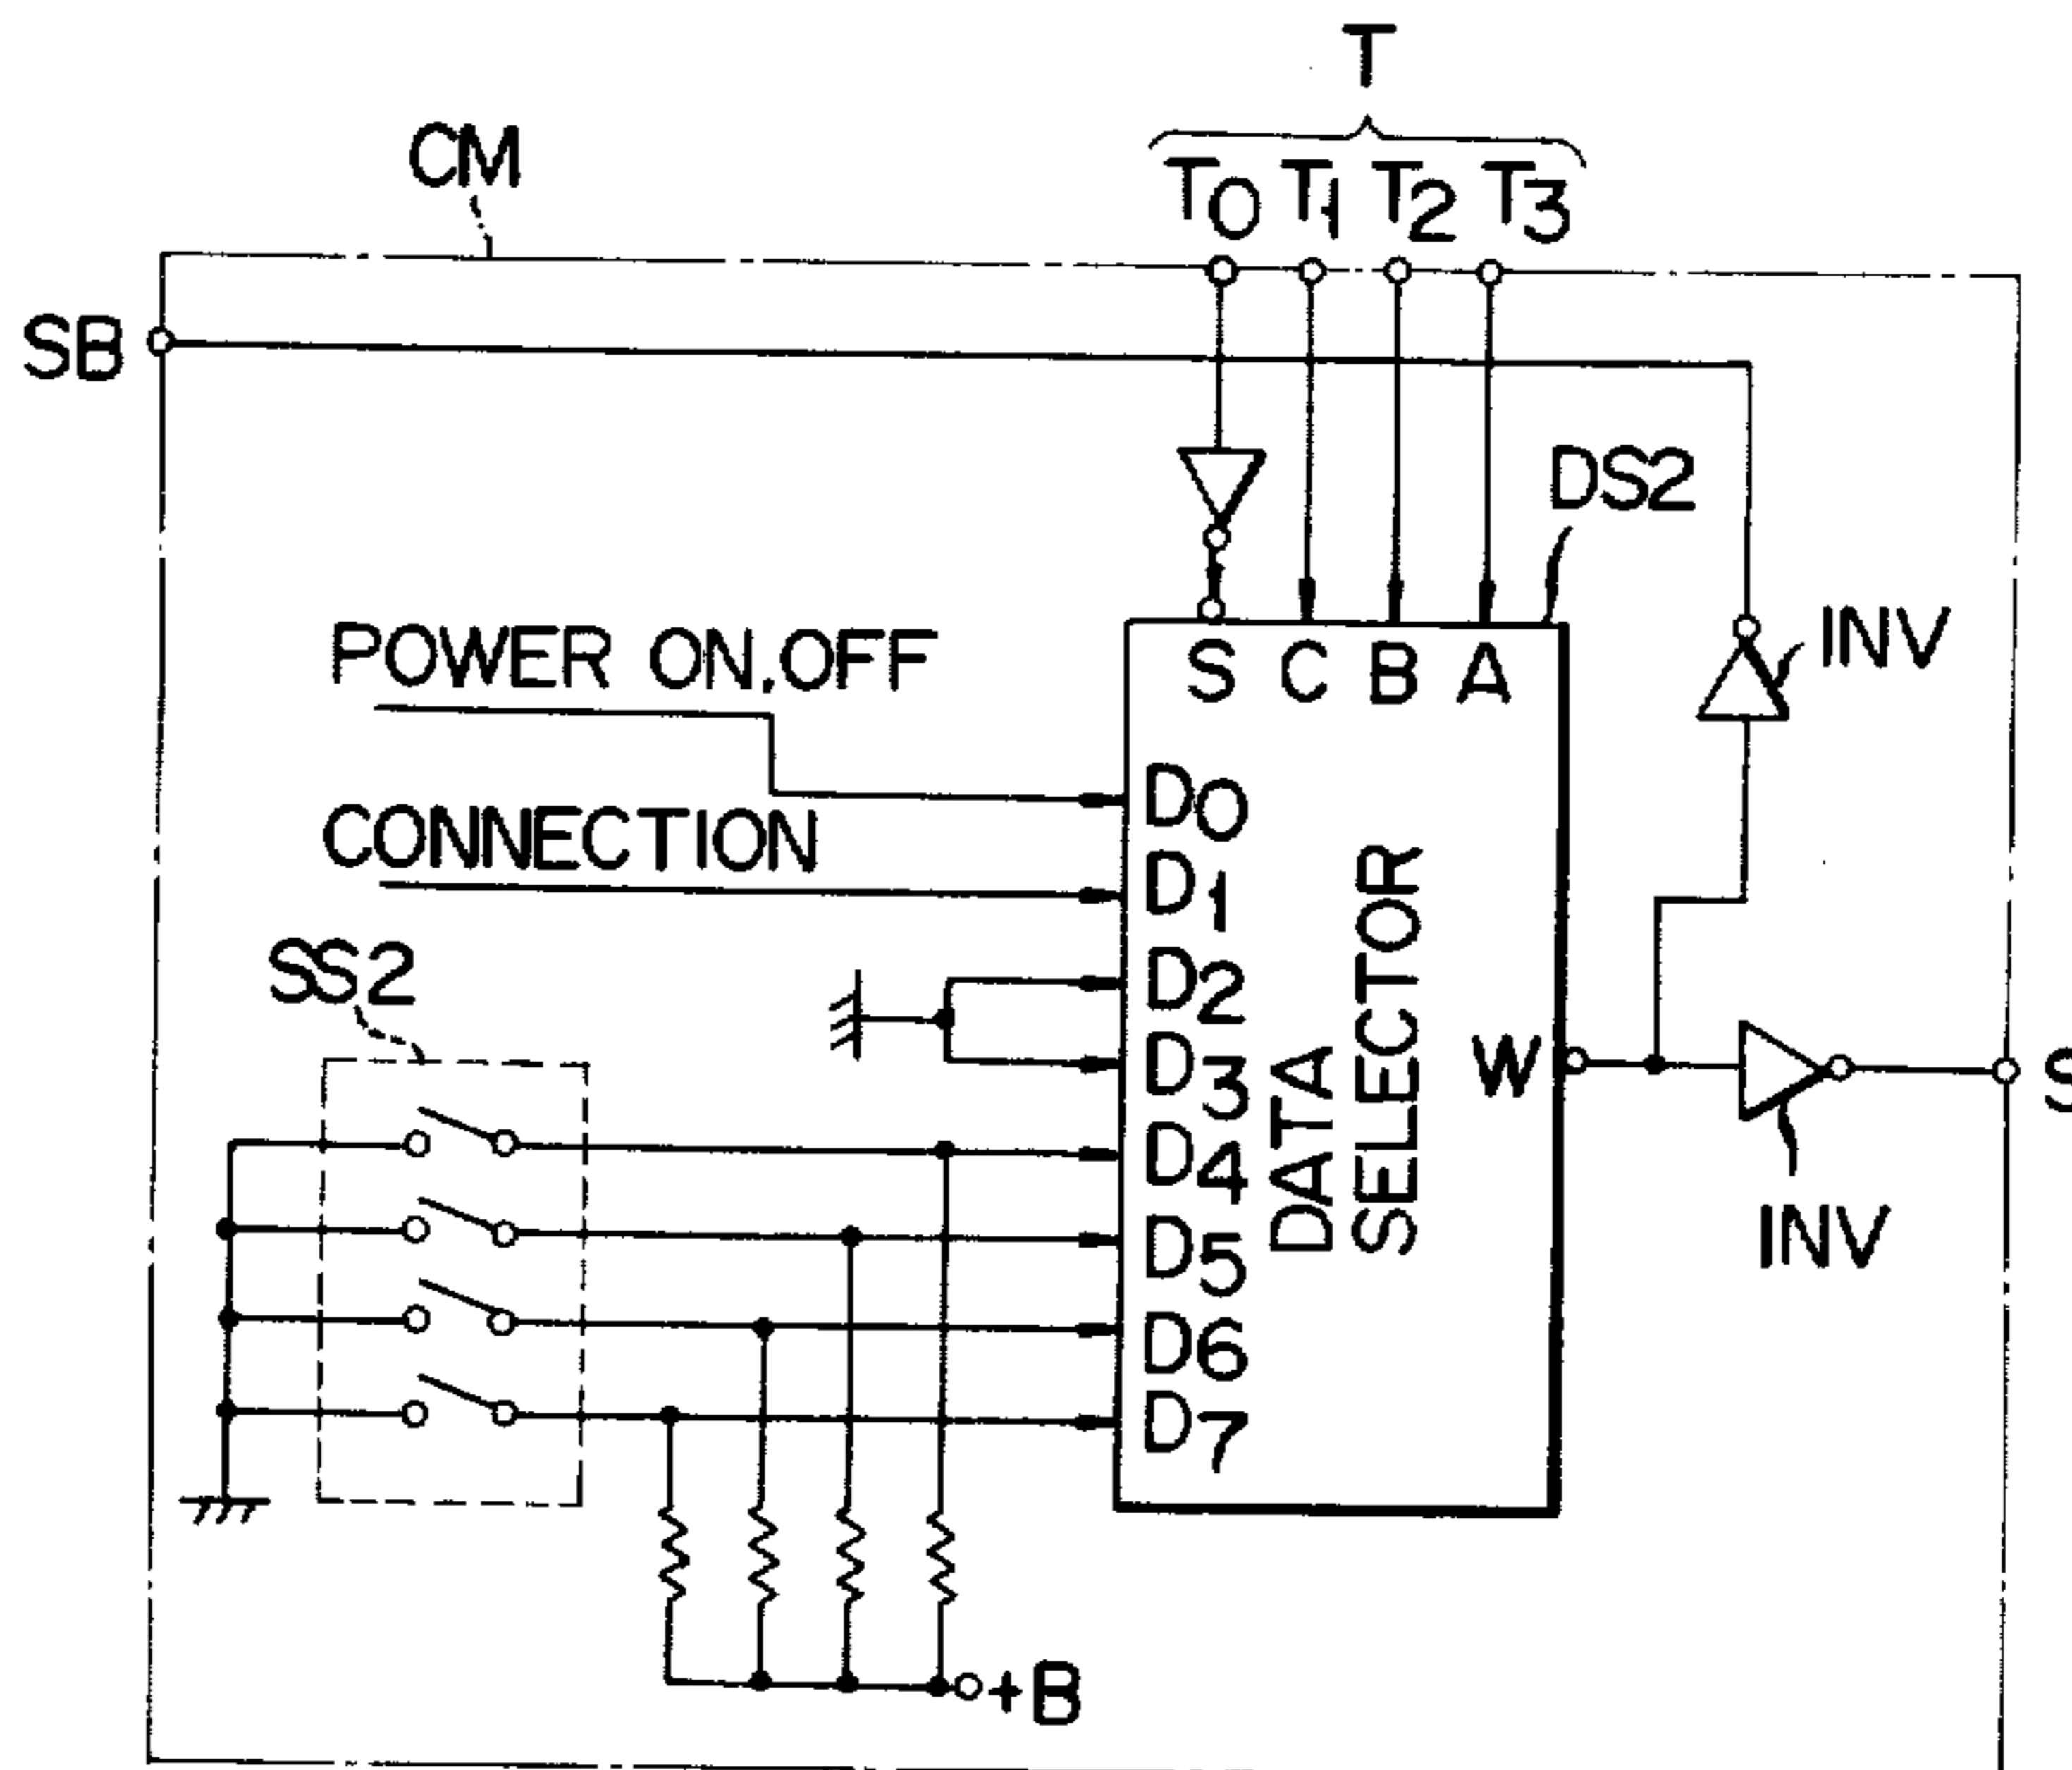 T
CM
T0 T1 T2 T3
SB
DS2
POWER ON,OFF
S C B A
INV
D0
CONNECTION
D1
SS2
D2
D3
W
D4
D5
D6
D7
DATA
SELECTOR
INV
+B